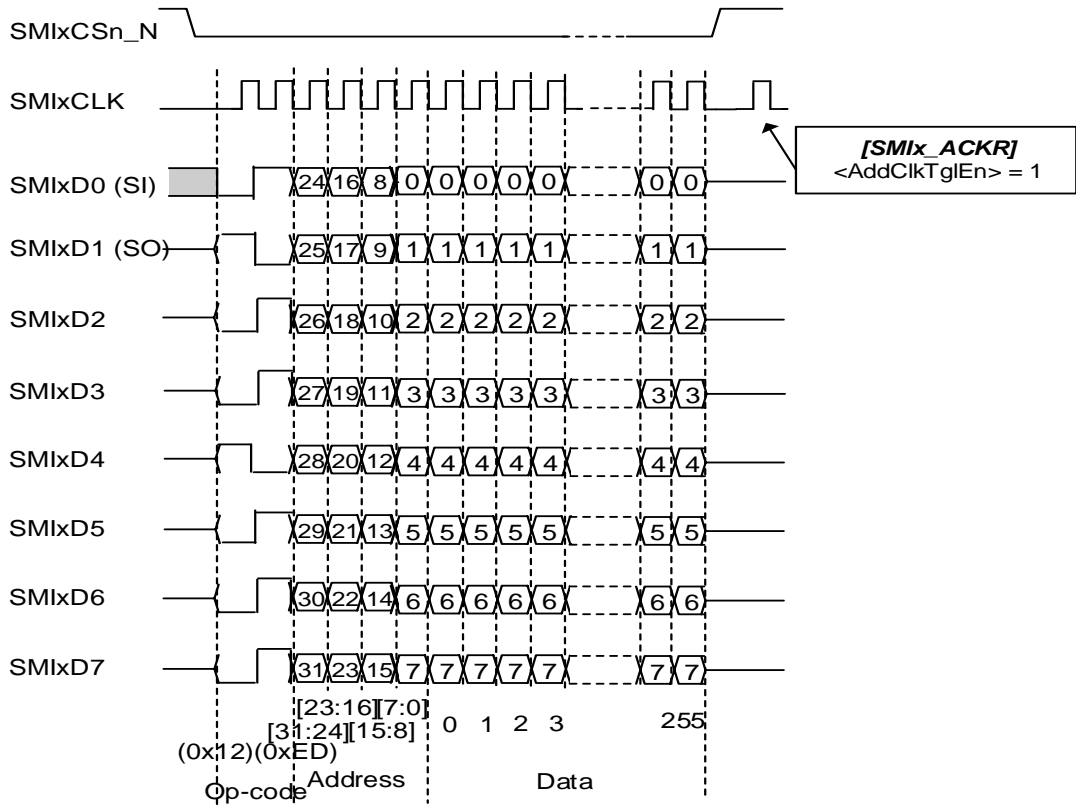 SMIxCSn_N
SMIxCLK
[SMIx_ACKR]
<AddClkTglEn> = 1
SMIxD0 (SI) 24 16 8 0 0 0 0 0 0 0
SMIxD1 (SO) 25 17 9 1 1 1 1 1 1 1
SMIxD2 26 18 10 2 2 2 2 2 2 2
SMIxD3 27 19 11 3 3 3 3 3 3 3
SMIxD4 28 20 12 4 4 4 4 4 4 4
SMIxD5 29 21 13 5 5 5 5 5 5 5
SMIxD6 30 22 14 6 6 6 6 6 6 6
SMIxD7 31 23 15 7 7 7 7 7 7 7
[23:16][7:0] 0 1 2 3 255
[31:24][15:8]
(0x12)(0xED)
Op-code Address Data